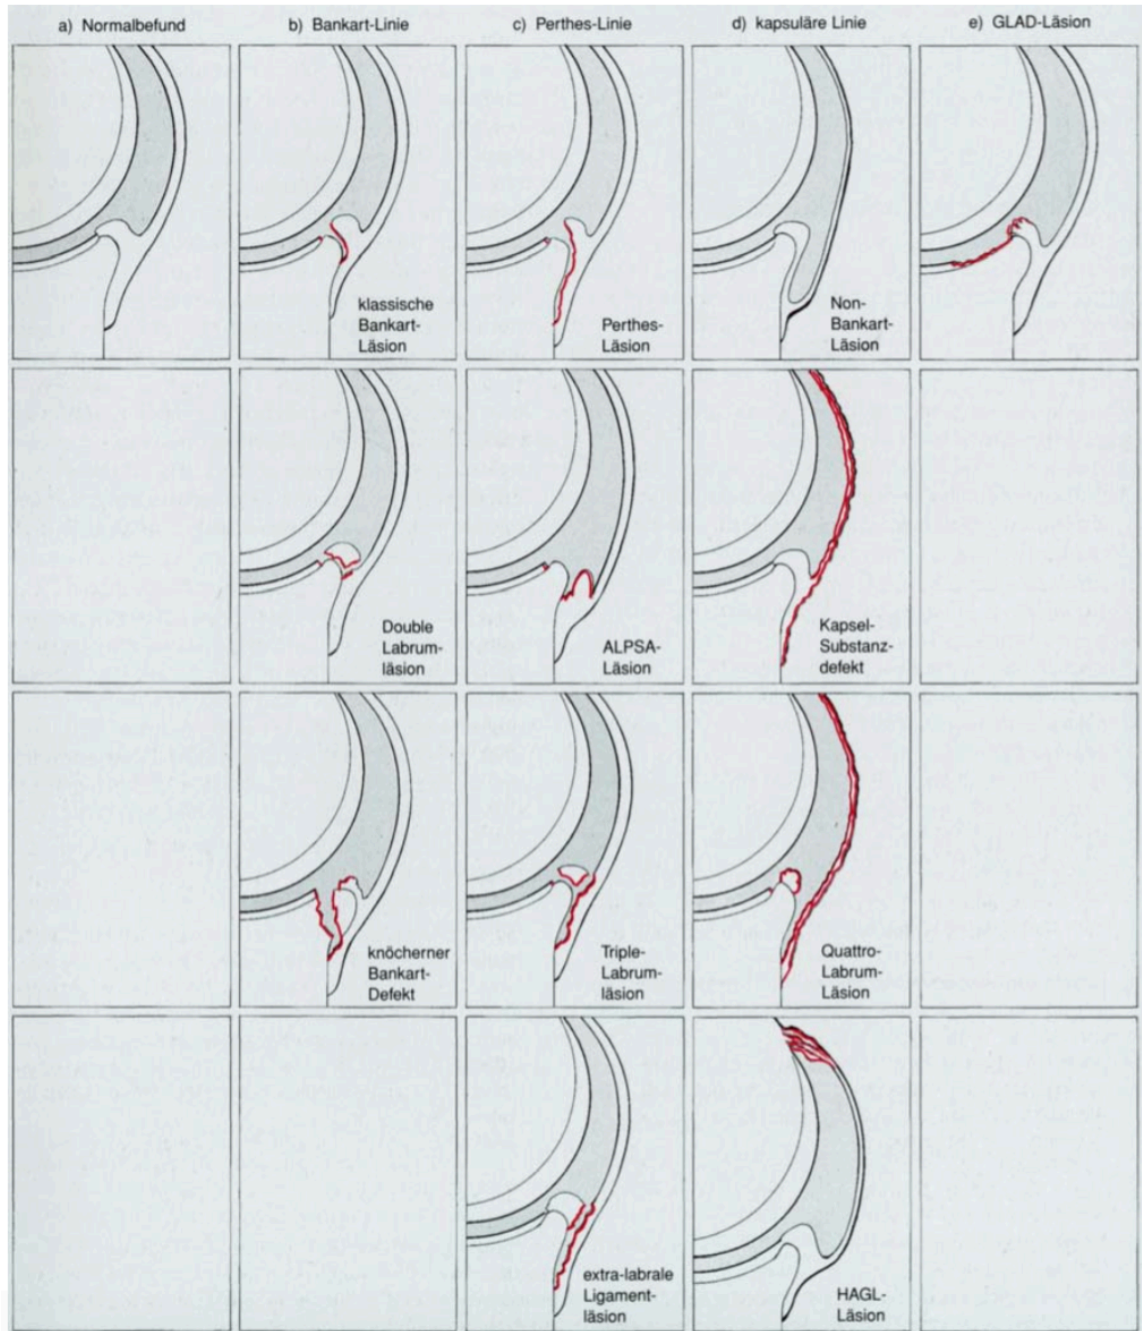 a) Normalbefund
b) Bankart-Linie
c) Perthes-Linie
d) kapsuläre Linie
e) GLAD-Läsion
klassische
Bankart-
Läsion
Perthes-
Läsion
Non-
Bankart-
Läsion
Double
Labrum-
läsion
ALPSA-
Läsion
Kapsel-
Substanz-
defekt
knöcherner
Bankart-
Defekt
Triple-
Labrum-
läsion
Quattro-
Labrum-
Läsion
extra-labrale
Ligament-
läsion
HAGL-
Läsion